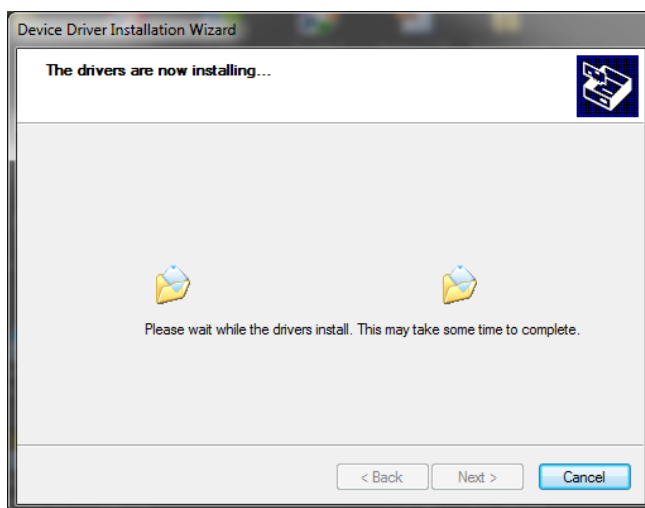 Device Driver Installation Wizard
The drivers are now installing...
Please wait while the drivers install. This may take some time to complete.
< Back Next > Cancel